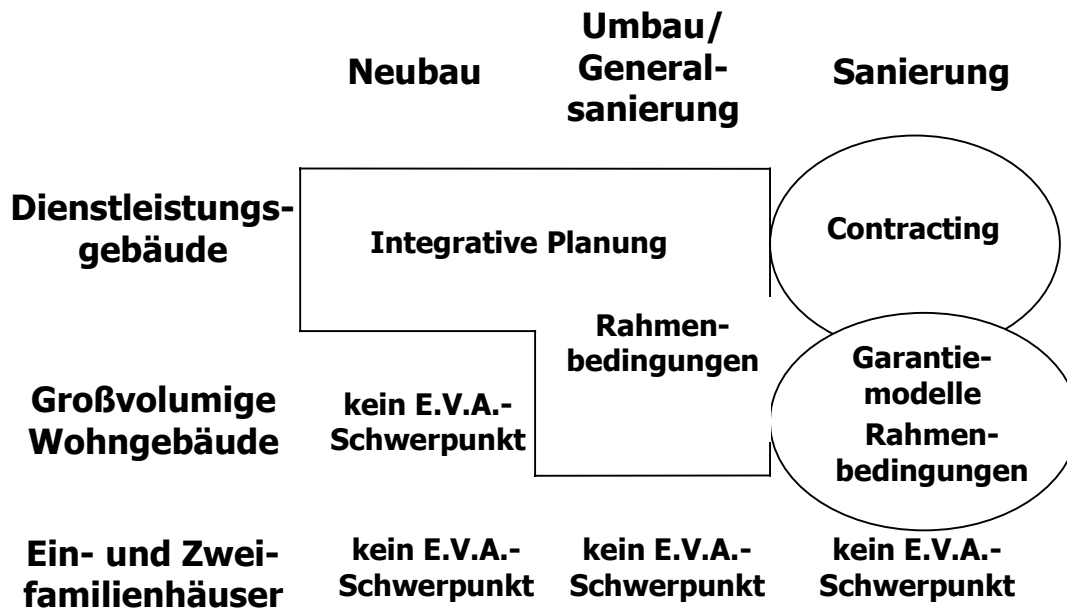 Neubau
Umbau/
General-
sanierung
Sanierung
Dienstleistungs-
gebäude
Integrative Planung
Contracting
Rahmen-
bedingungen
Großvolumige
Wohngebäude
kein E.V.A.-
Schwerpunkt
Garantie-
modelle
Rahmen-
bedingungen
Ein- und Zwei-
familienhäuser
kein E.V.A.-
Schwerpunkt
kein E.V.A.-
Schwerpunkt
kein E.V.A.-
Schwerpunkt